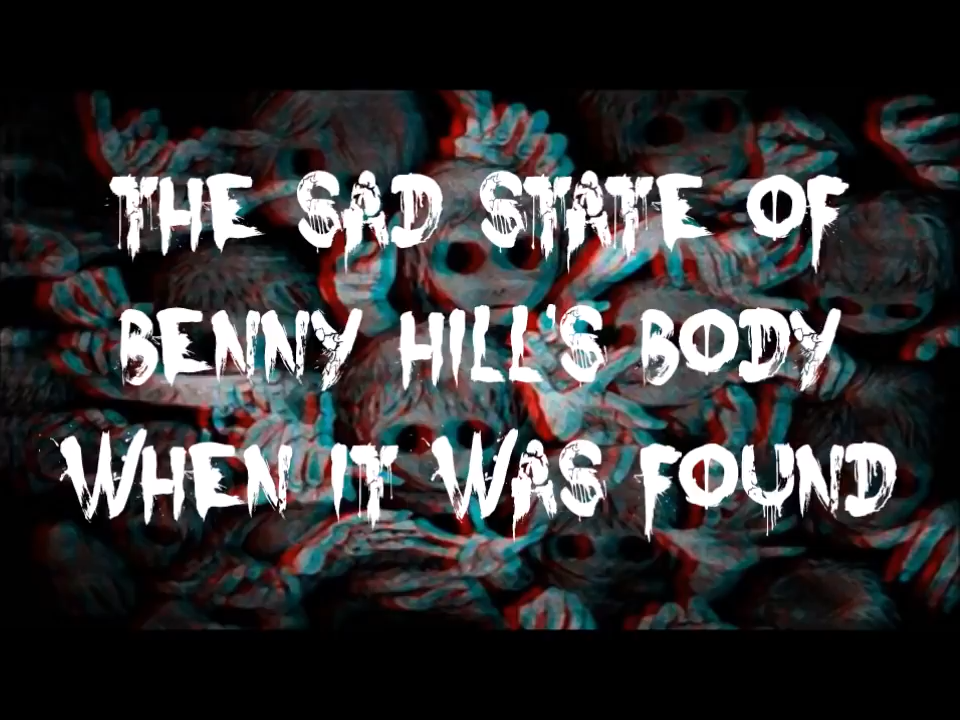 THE SAD STATE OF
BENNY HILL'S BODY
WHEN IT WAS FOUND